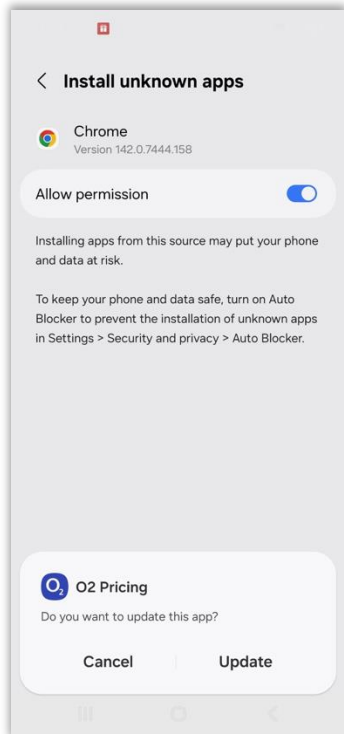 Install unknown apps
Chrome
Version 142.0.7444.158
Allow permission
Installing apps from this source may put your phone
and data at risk.
To keep your phone and data safe, turn on Auto
Blocker to prevent the installation of unknown apps
in Settings > Security and privacy > Auto Blocker.
O2 O2 Pricing
Do you want to update this app?
Cancel Update